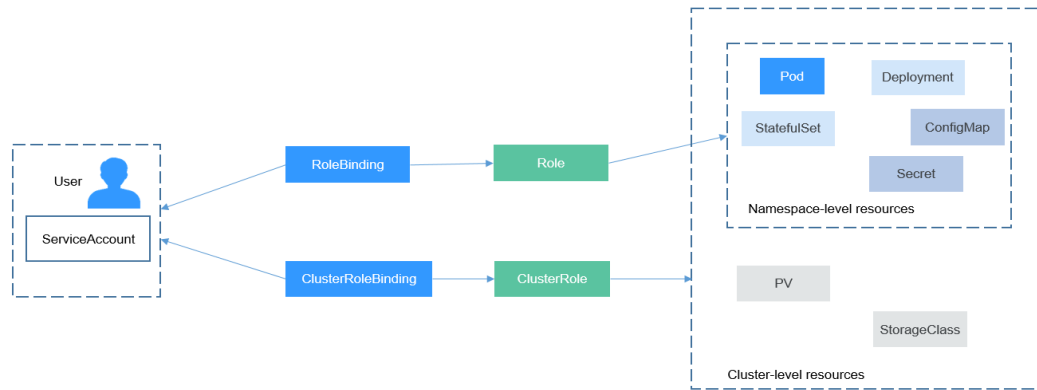 User
ServiceAccount
RoleBinding
Role
ClusterRoleBinding
ClusterRole
Pod
Deployment
StatefulSet
ConfigMap
Secret
Namespace-level resources
PV
StorageClass
Cluster-level resources